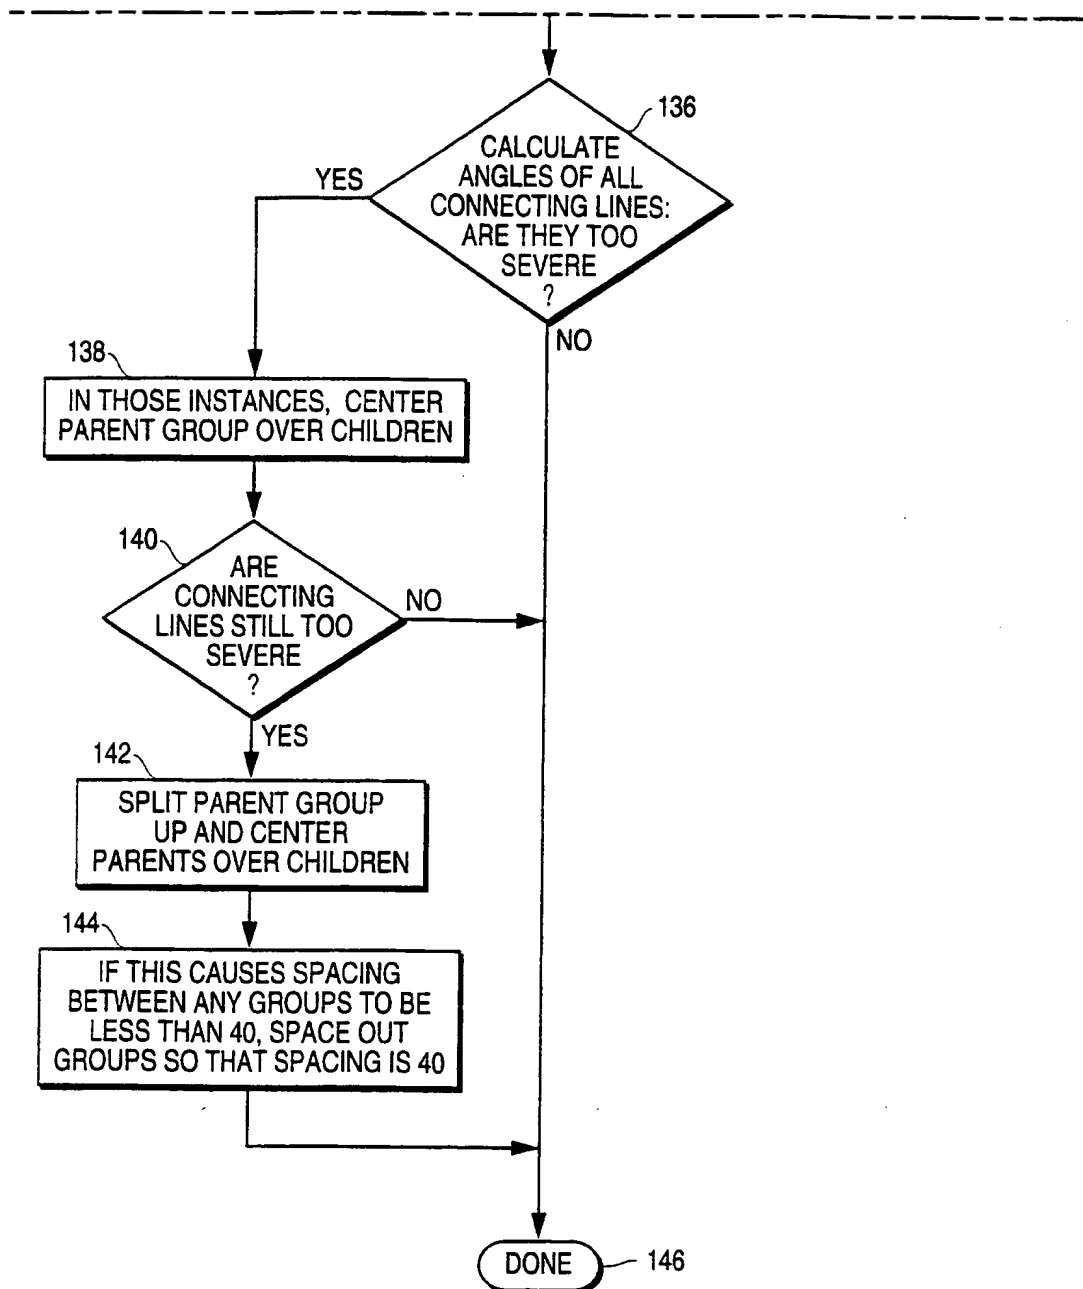 136
CALCULATE
ANGLES OF ALL
CONNECTING LINES:
ARE THEY TOO
SEVERE
?
YES
NO
138
IN THOSE INSTANCES, CENTER
PARENT GROUP OVER CHILDREN
140
ARE
CONNECTING
LINES STILL TOO
SEVERE
?
NO
YES
142
SPLIT PARENT GROUP
UP AND CENTER
PARENTS OVER CHILDREN
144
IF THIS CAUSES SPACING
BETWEEN ANY GROUPS TO BE
LESS THAN 40, SPACE OUT
GROUPS SO THAT SPACING IS 40
DONE
146